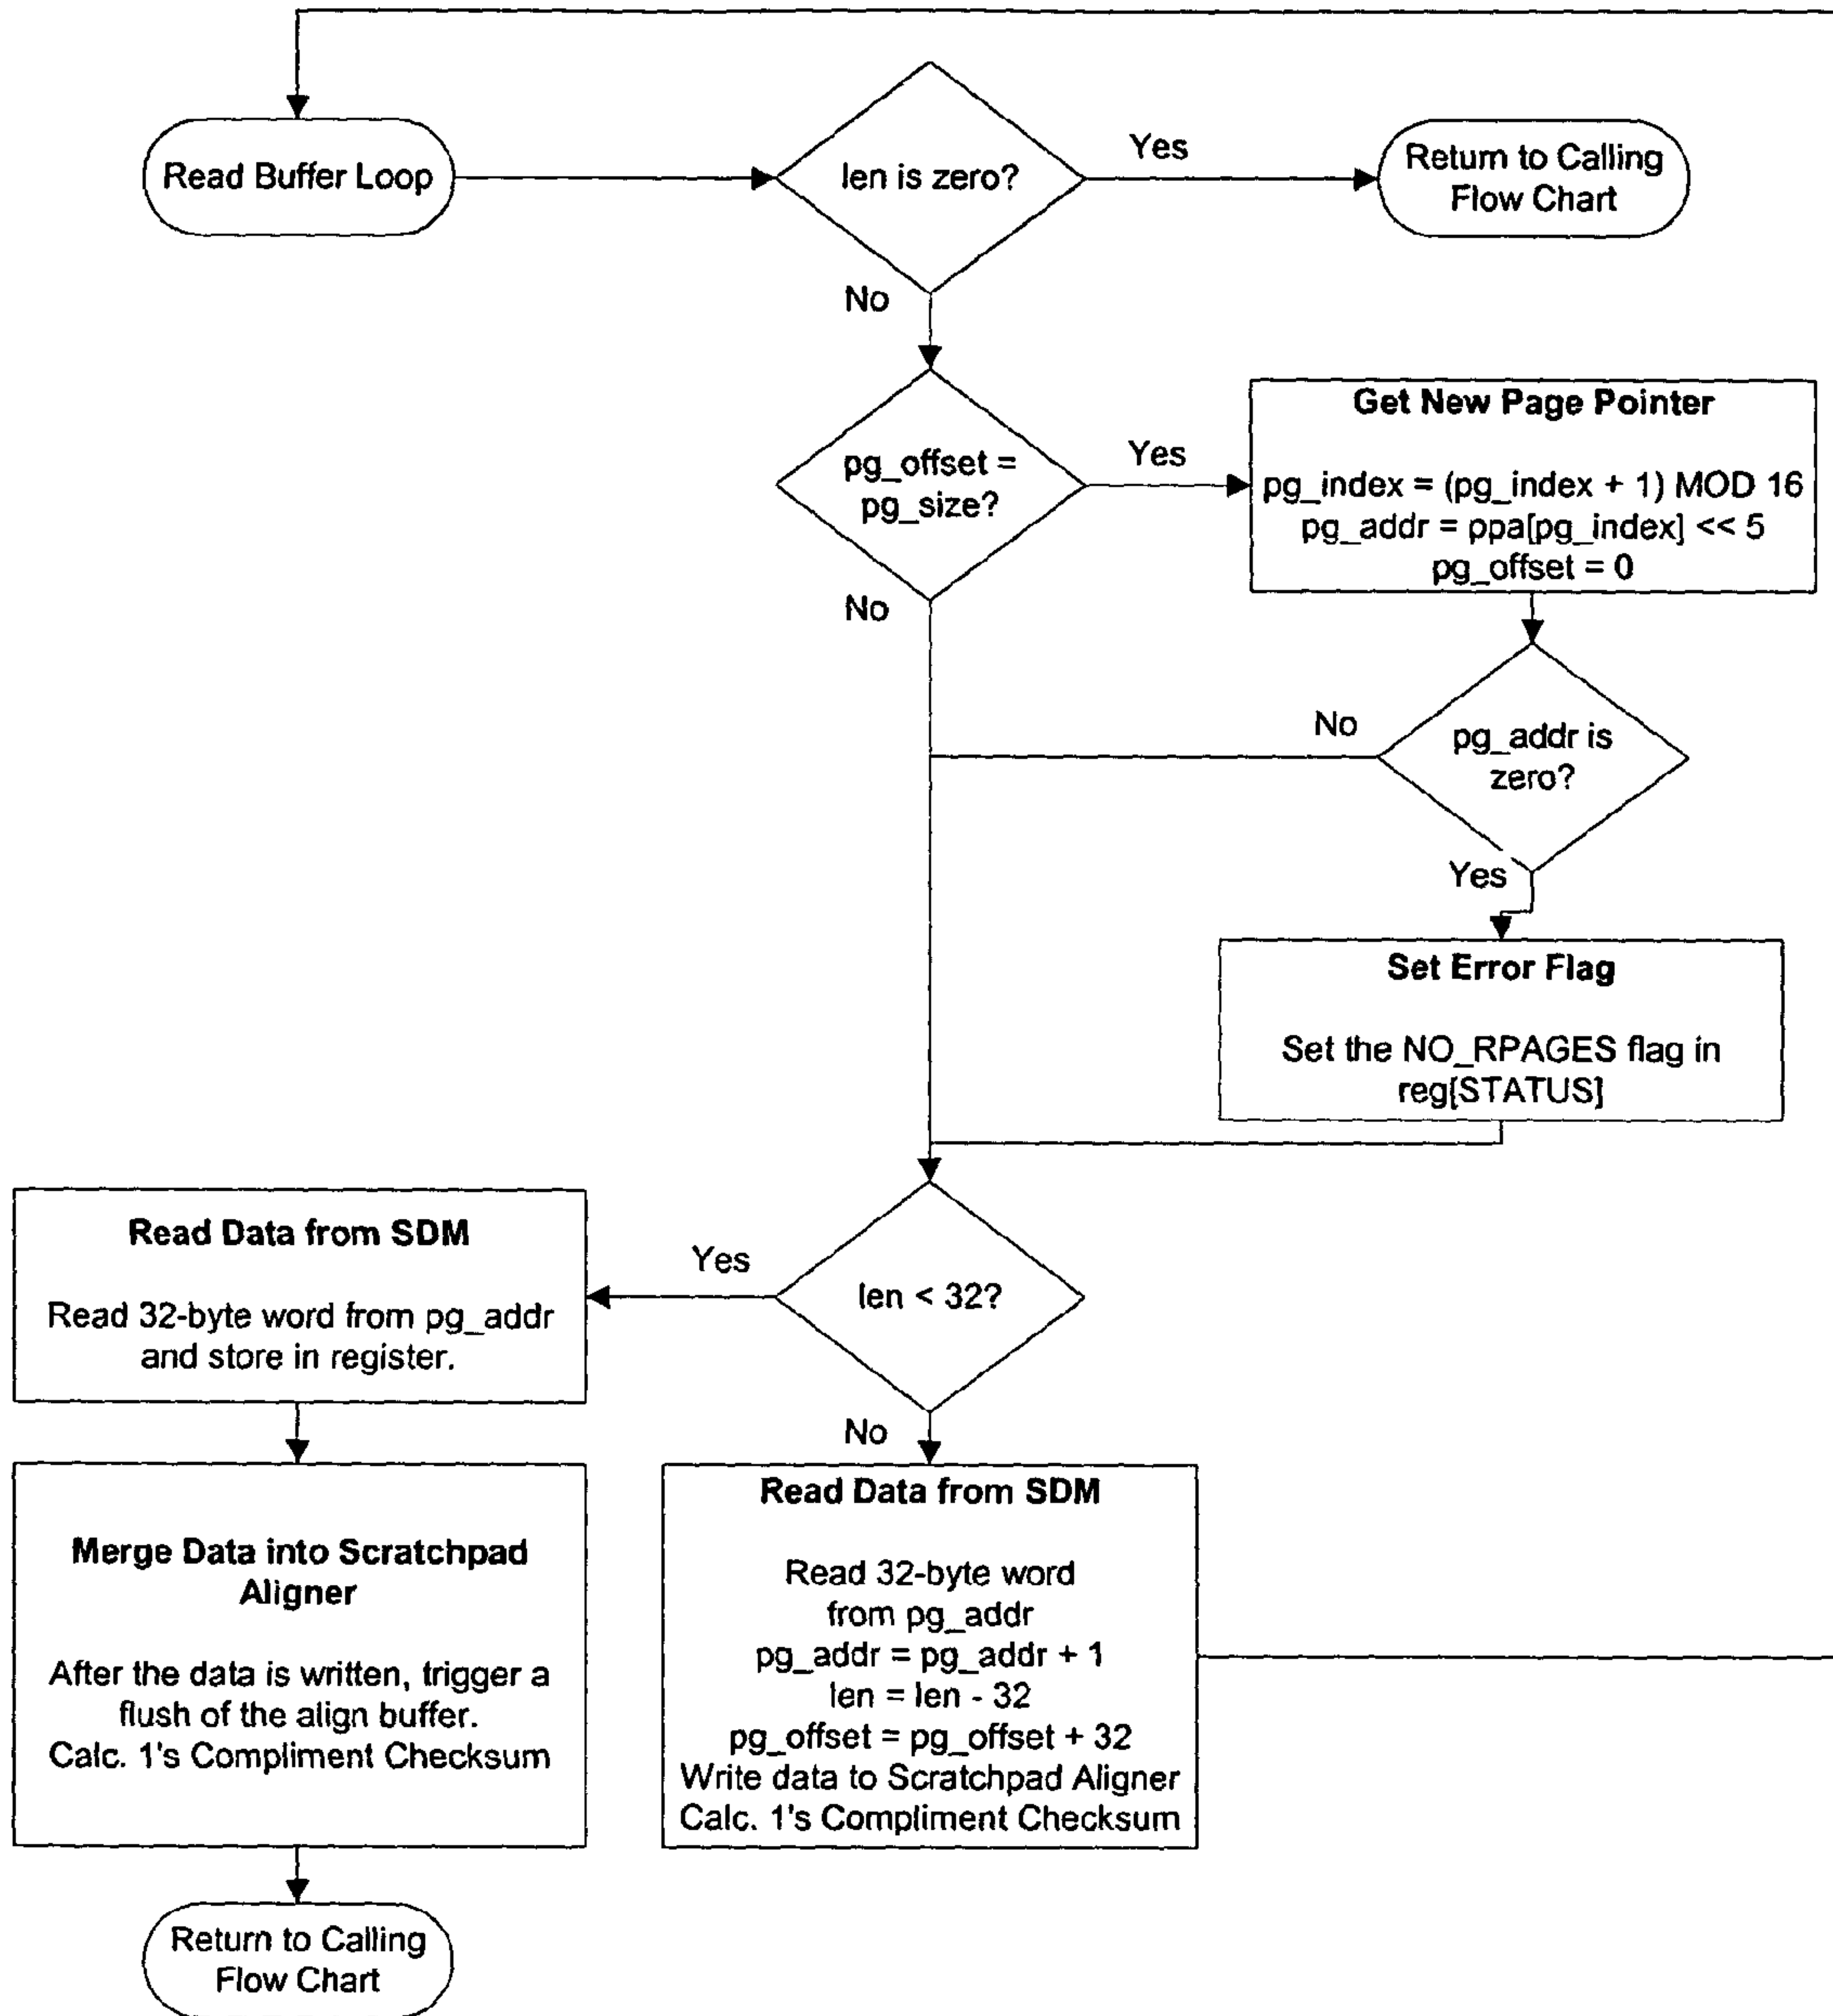 Read Buffer Loop
len is zero?
Yes
Return to Calling
Flow Chart
No
pg_offset =
pg_size?
Yes
Get New Page Pointer
pg_index = (pg_index + 1) MOD 16
pg_addr = ppa[pg_index] << 5
pg_offset = 0
No
No
pg_addr is
zero?
Yes
Set Error Flag
Set the NO_RPAGES flag in
reg[STATUS]
Read Data from SDM
Read 32-byte word from pg_addr
and store in register.
Yes
len < 32?
No
Merge Data into Scratchpad
Aligner
After the data is written, trigger a
flush of the align buffer.
Calc. 1's Compliment Checksum
Read Data from SDM
Read 32-byte word
from pg_addr
pg_addr = pg_addr + 1
len = len - 32
pg_offset = pg_offset + 32
Write data to Scratchpad Aligner
Calc. 1's Compliment Checksum
Return to Calling
Flow Chart